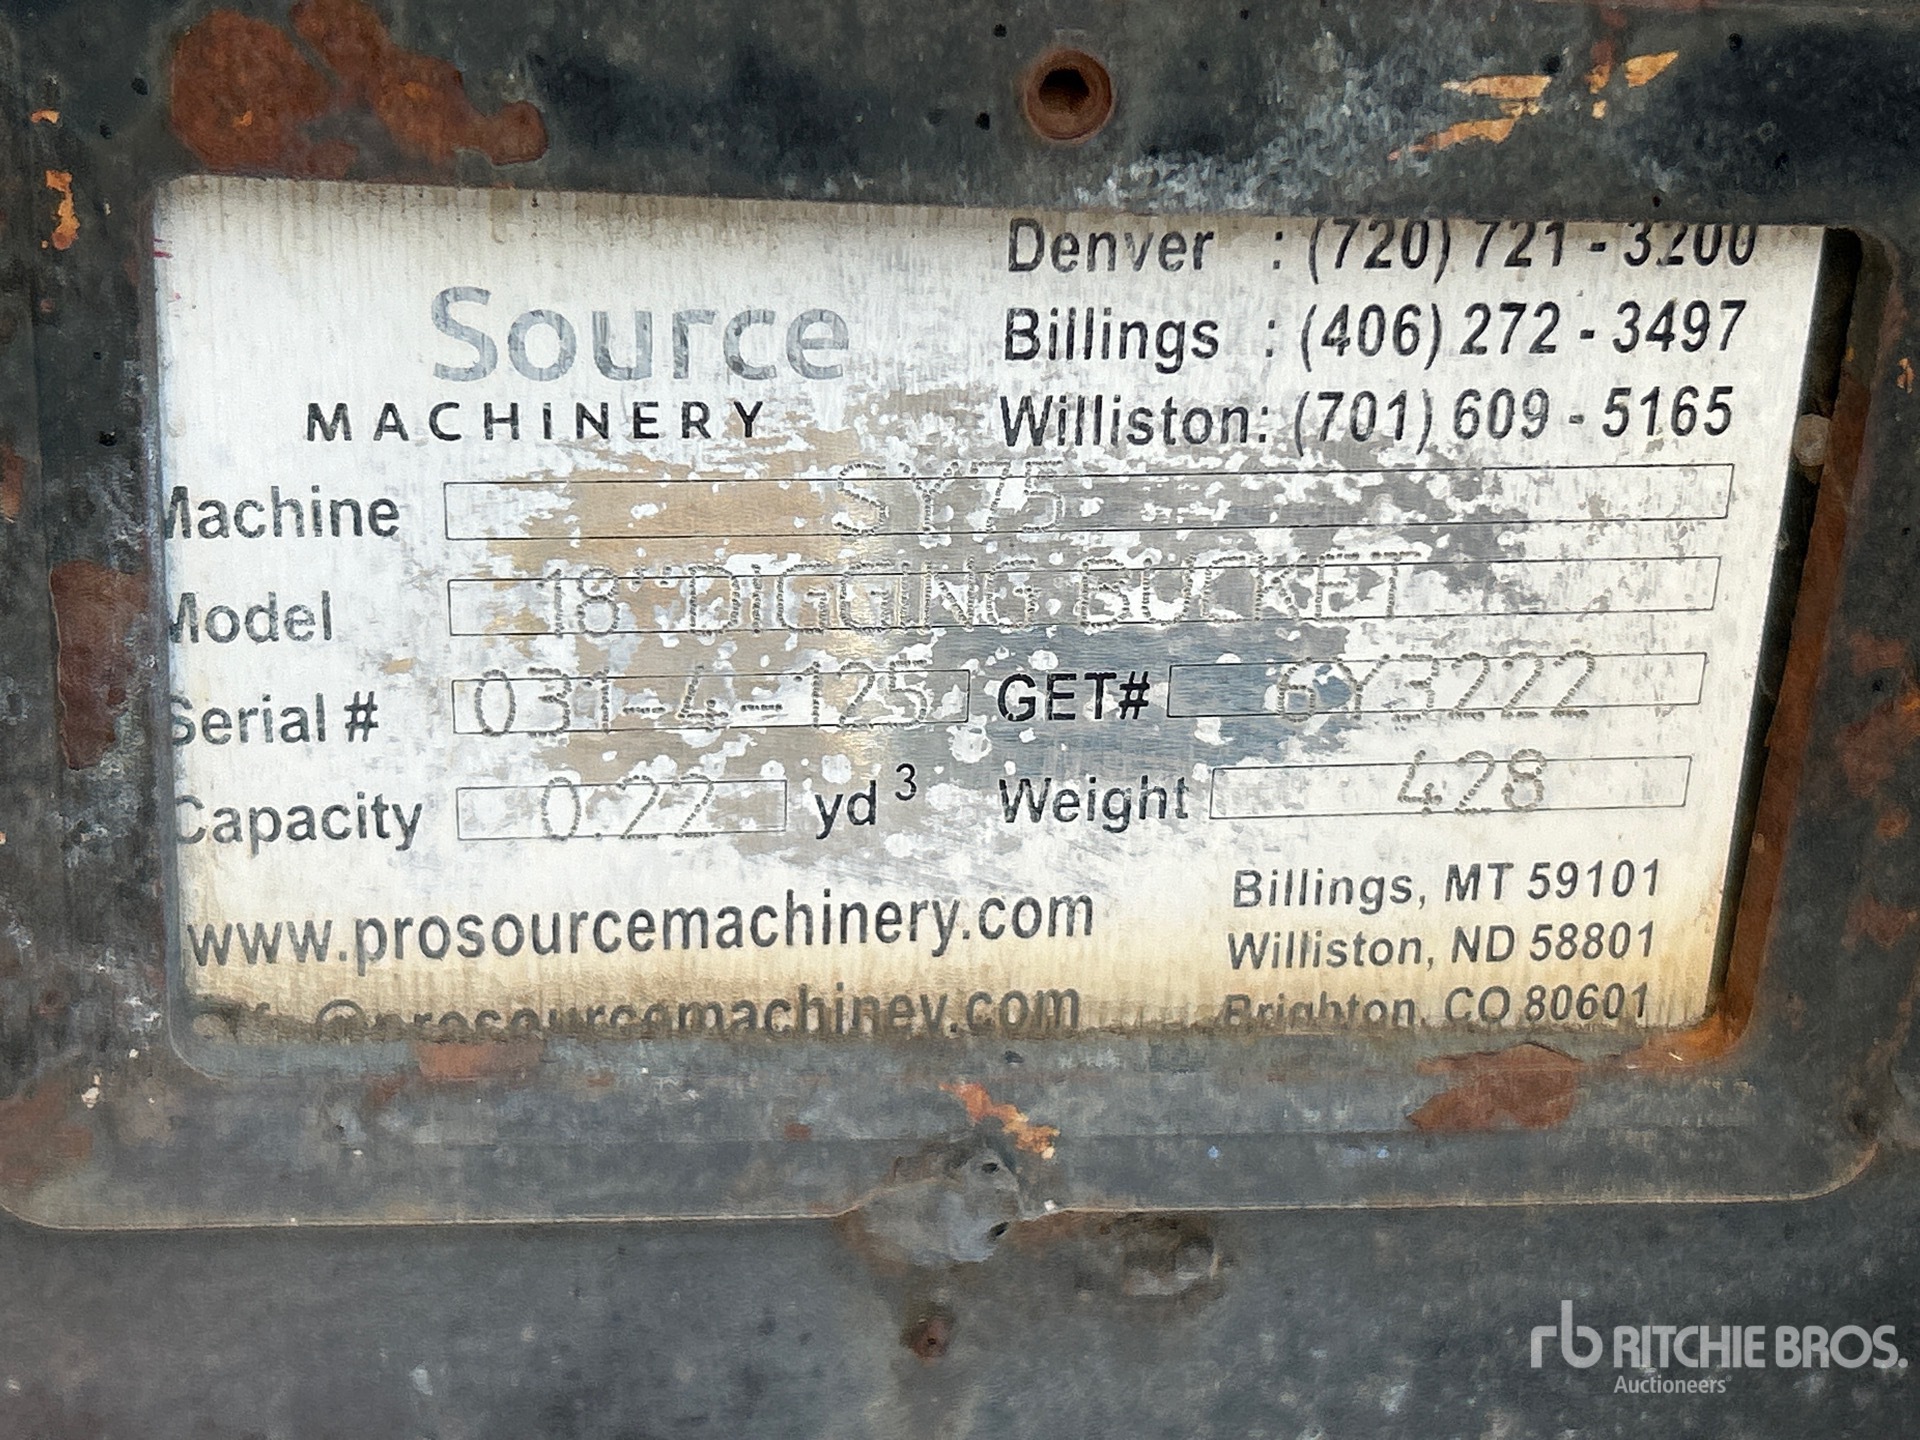 Source
MACHINERY
Denver : (720) 721 - 3200
Billings : (406) 272 - 3497
Williston: (701) 609 - 5165
Machine SY75
Model 18" DIGGING BUCKET
Serial # 031-4-125 GET# 6Y3222
Capacity 0.22 yd³ Weight 428
www.prosourcemachinery.com
@prosourcemachiney.com
Billings, MT 59101
Williston, ND 58801
Brighton, CO 80601
rb RITCHIE BROS.
Auctioneers